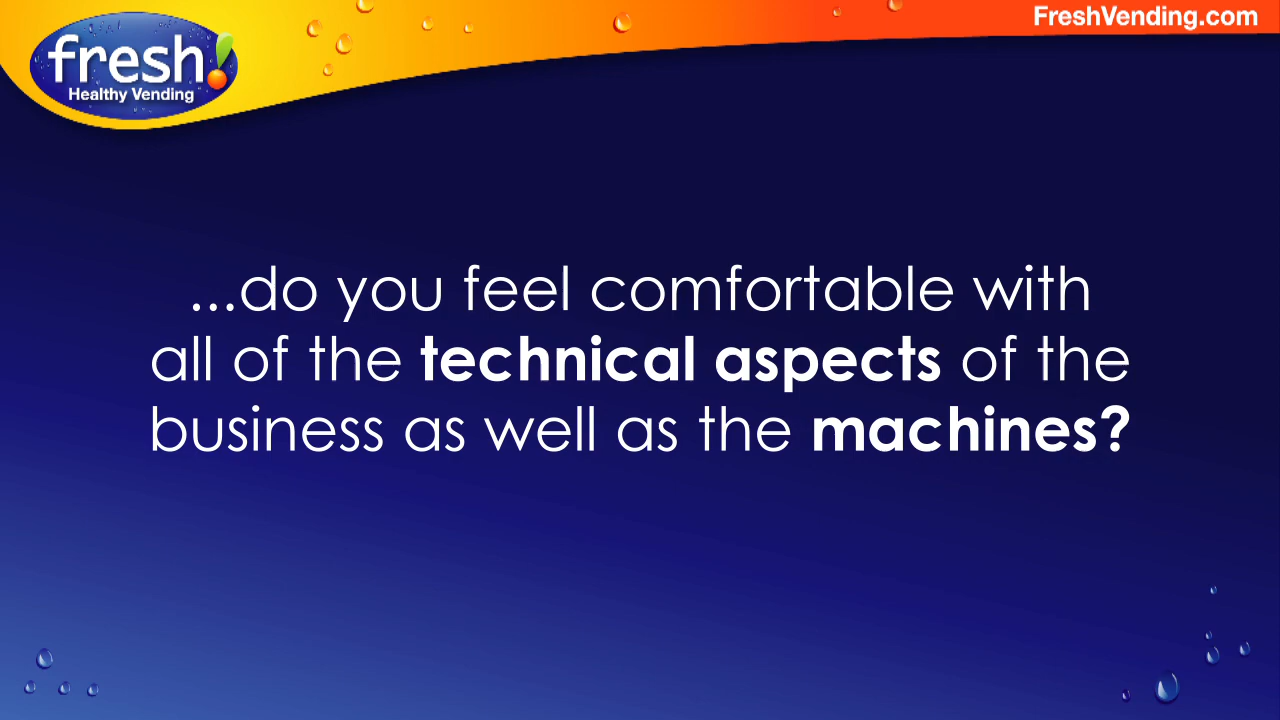 FreshVending.com
fresh!
Healthy Vending
...do you feel comfortable with
all of the technical aspects of the
business as well as the machines?